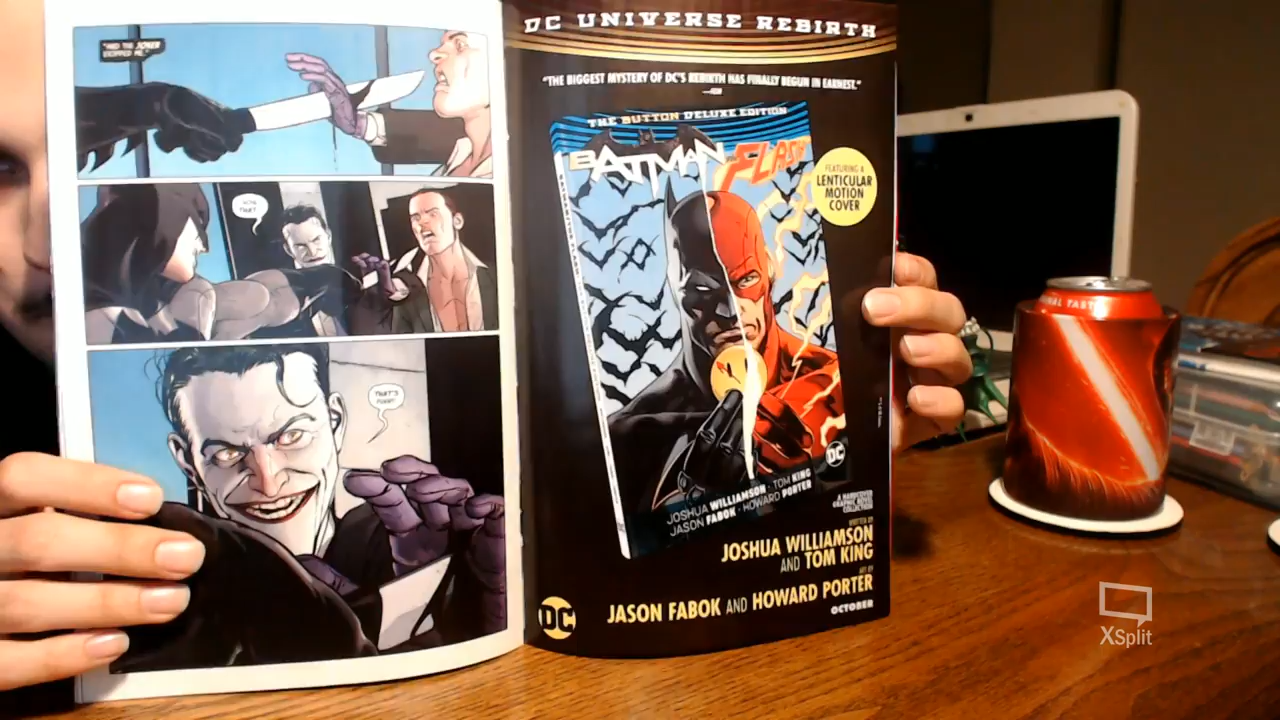 "AND THE JOKER
STOPPED ME."
NOW,
THAT...
THAT'S
FUNNY.
DC UNIVERSE REBIRTH
"THE BIGGEST MYSTERY OF DC'S REBIRTH HAS FINALLY BEGUN IN EARNEST."
THE BUTTON DELUXE EDITION
BATMAN FLASH
FEATURING A
LENTICULAR
MOTION
COVER
DC
JOSHUA WILLIAMSON · TOM KING
JASON FABOK · HOWARD PORTER
A HARDCOVER
GRAPHIC NOVEL
COLLECTION
WRITTEN BY
JOSHUA WILLIAMSON
AND TOM KING
ART BY
JASON FABOK AND HOWARD PORTER
OCTOBER
DC
XSplit